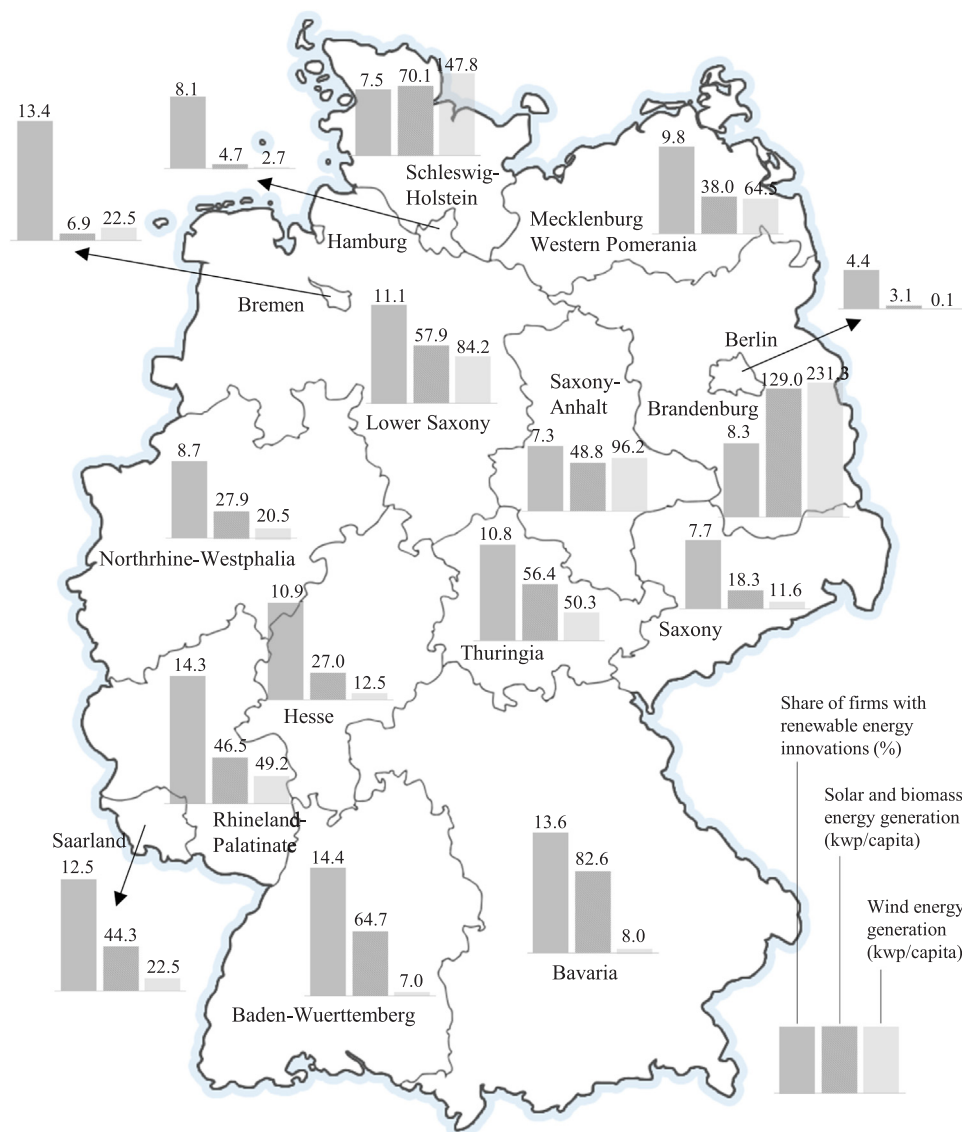 147.8
7.5 70.1
8.1
13.4
4.7 2.7
9.8
Schleswig-
Holstein
38.0 64.5
6.9 22.5
Hamburg
Mecklenburg
Western Pomerania
4.4
3.1 0.1
Bremen
11.1
57.9
84.2
Berlin
Saxony-
Anhalt
129.0 231.3
Brandenburg
8.3
Lower Saxony
7.3
48.8 96.2
8.7
27.9
20.5
Northrhine-Westphalia
10.8
56.4
50.3
7.7
18.3 11.6
10.9
27.0
12.5
Thuringia
Saxony
14.3
46.5
49.2
Hesse
Share of firms with
renewable energy
innovations (%)
Solar and biomass
energy generation
(kwp/capita)
Rhineland-
Palatinate
Saarland
13.6
82.6
8.0
12.5
44.3
22.5
14.4
64.7
7.0
Wind energy
generation
(kwp/capita)
Bavaria
Baden-Wuerttemberg